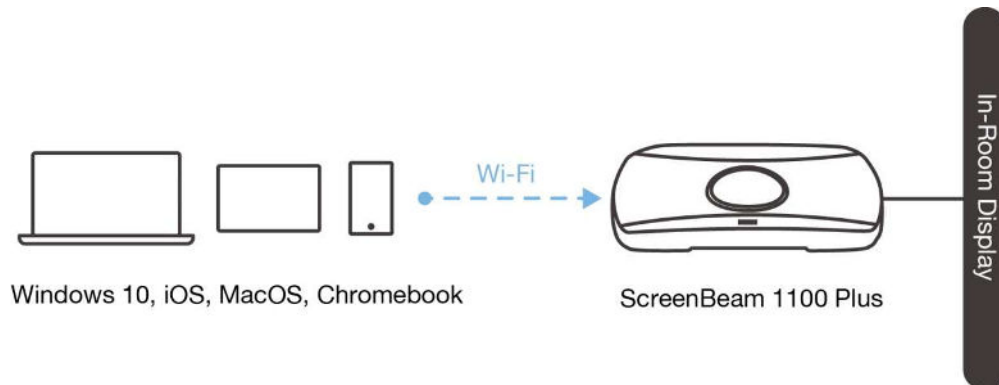 Wi-Fi
In-Room Display
Windows 10, iOS, MacOS, Chromebook
ScreenBeam 1100 Plus